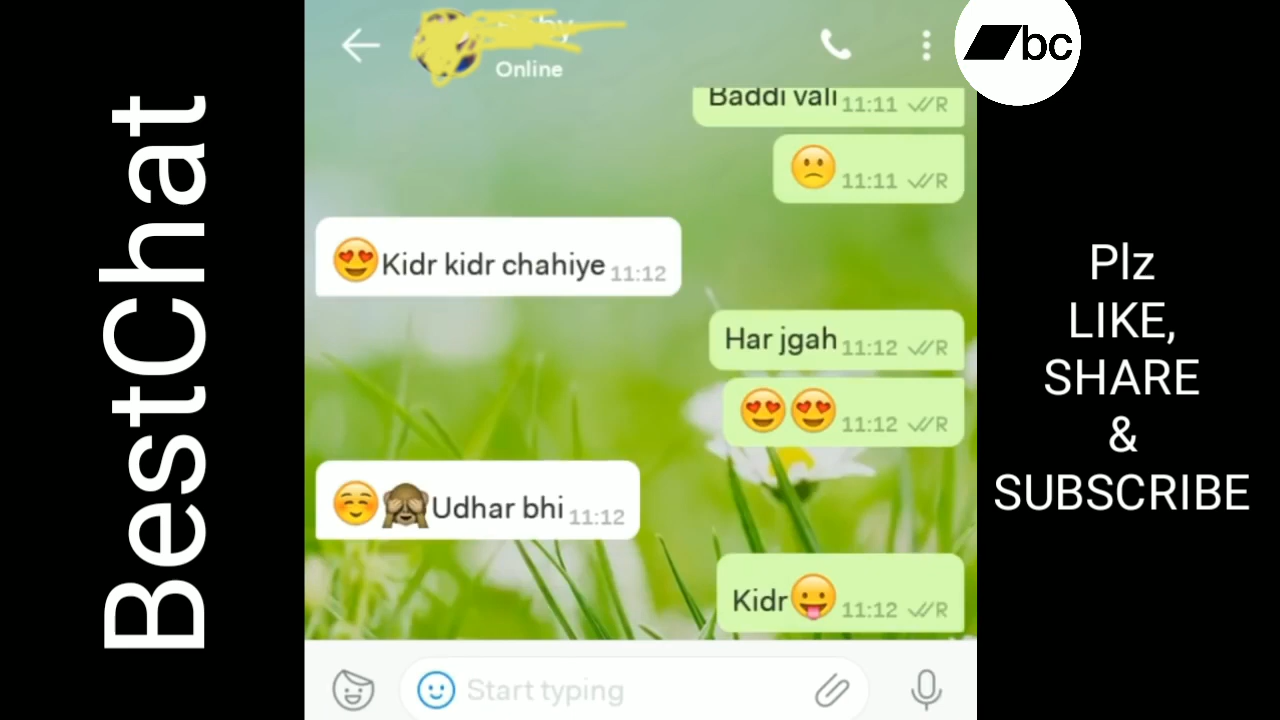 BestChat
Online
bc
Baddi vali 11:11 R
11:11 R
Kidr kidr chahiye 11:12
Har jgah 11:12 R
11:12 R
Udhar bhi 11:12
Kidr 11:12 R
Start typing
Plz
LIKE,
SHARE
&
SUBSCRIBE